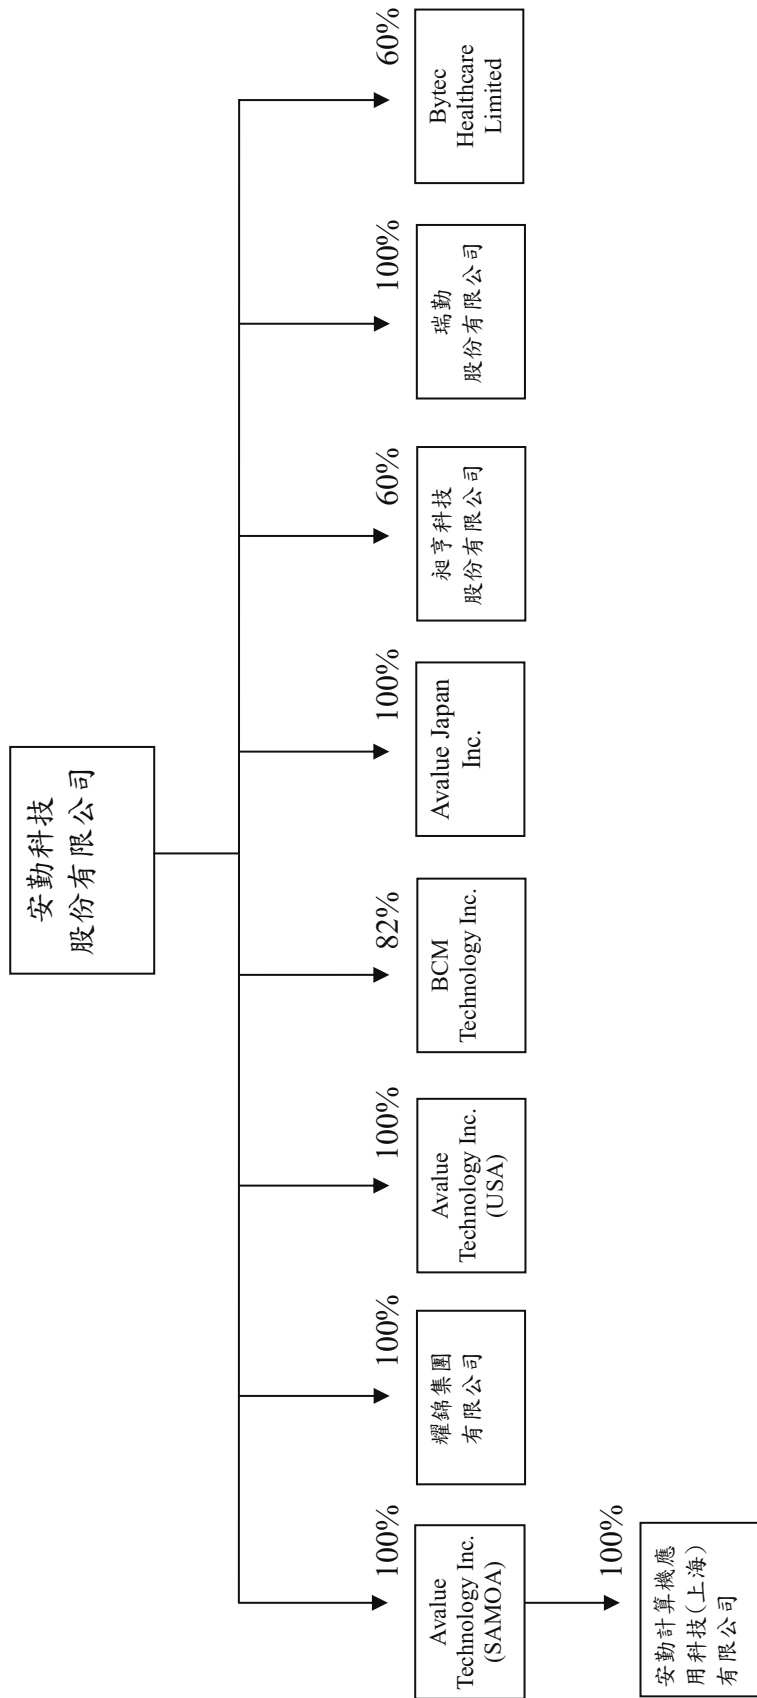 安勤科技
股份有限公司
100%
Avalue
Technology Inc.
(SAMOA)
100%
安勤計算機應
用科技(上海)
有限公司
100%
耀錦集團
有限公司
100%
Avalue
Technology Inc.
(USA)
82%
BCM
Technology Inc.
100%
Avalue Japan
Inc.
60%
昶亨科技
股份有限公司
100%
瑞勤
股份有限公司
60%
Bytec
Healthcare
Limited